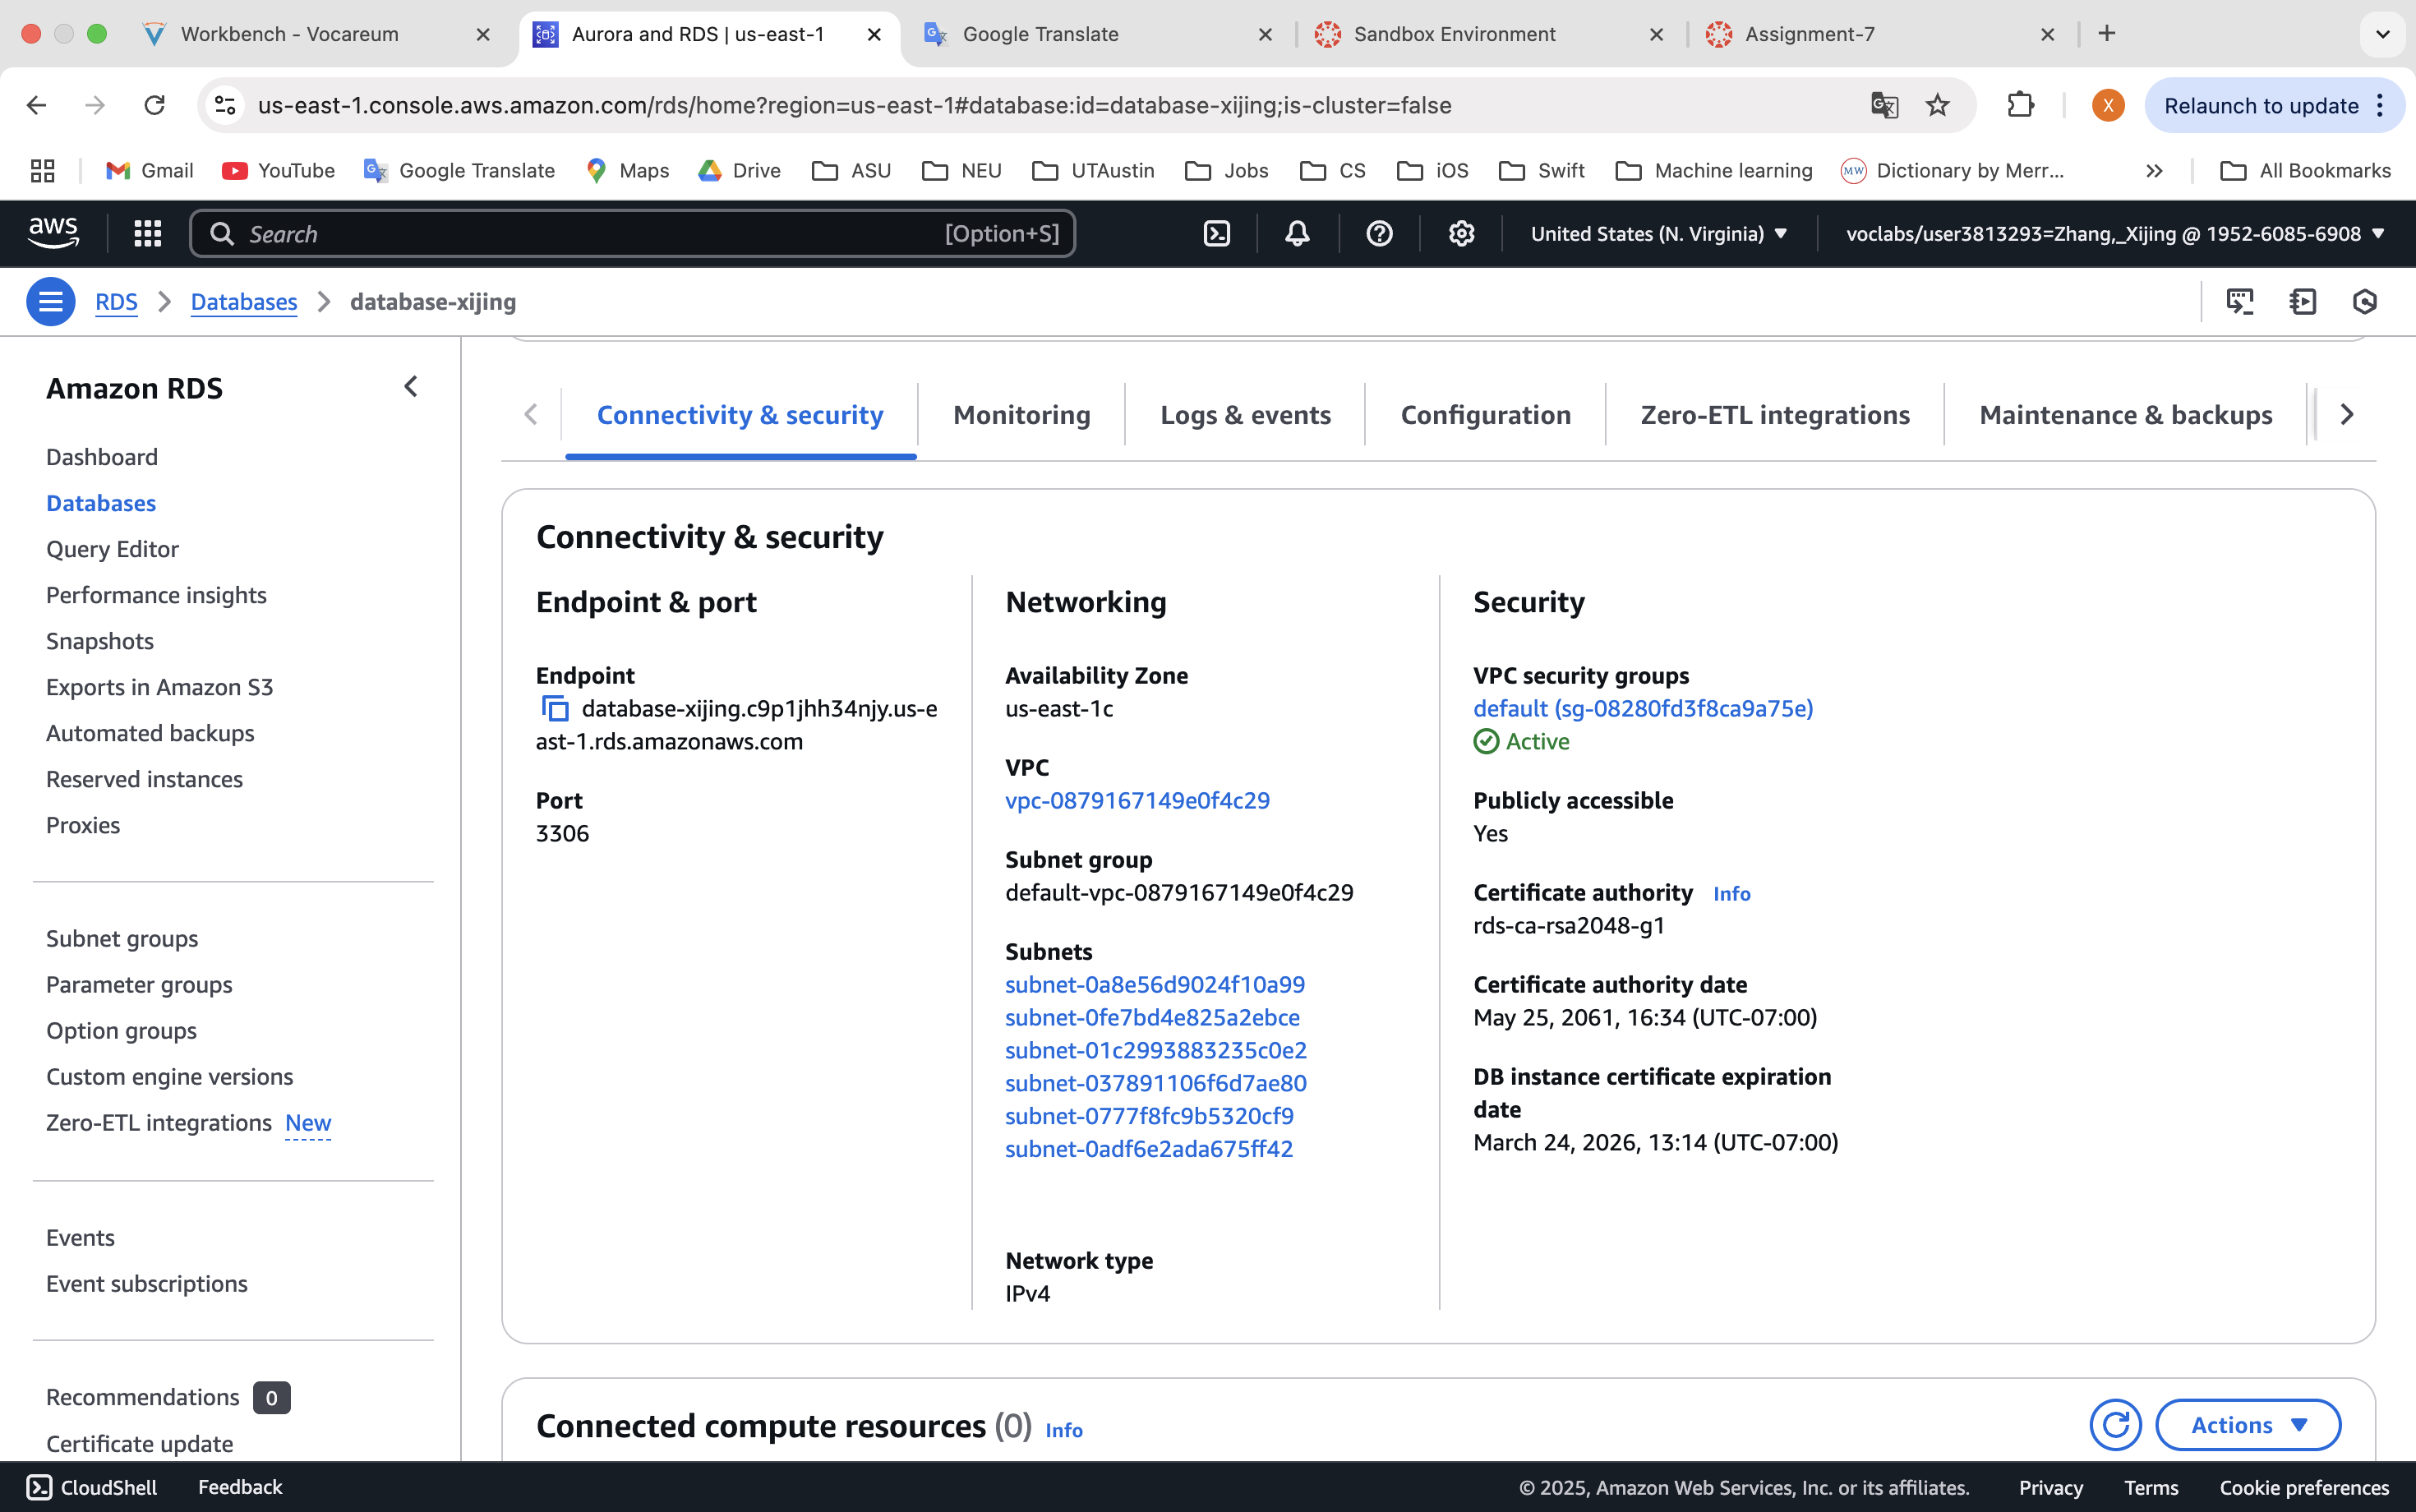 Workbench - Vocareum
Aurora and RDS | us-east-1
Google Translate
Sandbox Environment
Assignment-7
us-east-1.console.aws.amazon.com/rds/home?region=us-east-1#database:id=database-xijing;is-cluster=false
X
Relaunch to update
Gmail
YouTube
Google Translate
Maps
Drive
ASU
NEU
UTAustin
Jobs
CS
iOS
Swift
Machine learning
MW
Dictionary by Merr...
All Bookmarks
aws
Search
[Option+S]
United States (N. Virginia)
voclabs/user3813293=Zhang,_Xijing @ 1952-6085-6908
RDS
Databases
database-xijing
Amazon RDS
Dashboard
Databases
Query Editor
Performance insights
Snapshots
Exports in Amazon S3
Automated backups
Reserved instances
Proxies
Subnet groups
Parameter groups
Option groups
Custom engine versions
Zero-ETL integrations New
Events
Event subscriptions
Recommendations 0
Certificate update
Connectivity & security
Monitoring
Logs & events
Configuration
Zero-ETL integrations
Maintenance & backups
Connectivity & security
Endpoint & port
Endpoint
database-xijing.c9p1jhh34njy.us-e
ast-1.rds.amazonaws.com
Port
3306
Networking
Availability Zone
us-east-1c
VPC
vpc-0879167149e0f4c29
Subnet group
default-vpc-0879167149e0f4c29
Subnets
subnet-0a8e56d9024f10a99
subnet-0fe7bd4e825a2ebce
subnet-01c2993883235c0e2
subnet-037891106f6d7ae80
subnet-0777f8fc9b5320cf9
subnet-0adf6e2ada675ff42
Network type
IPv4
Security
VPC security groups
default (sg-08280fd3f8ca9a75e)
Active
Publicly accessible
Yes
Certificate authority Info
rds-ca-rsa2048-g1
Certificate authority date
May 25, 2061, 16:34 (UTC-07:00)
DB instance certificate expiration
date
March 24, 2026, 13:14 (UTC-07:00)
Connected compute resources (0) Info
Actions
CloudShell
Feedback
© 2025, Amazon Web Services, Inc. or its affiliates.
Privacy
Terms
Cookie preferences